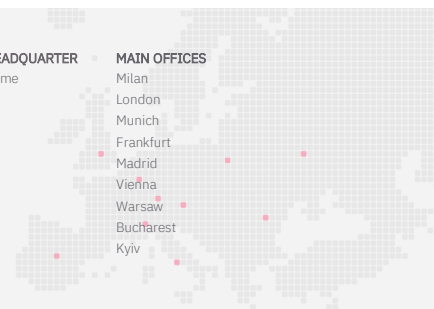 EADQUARTER
me
MAIN OFFICES
Milan
London
Munich
Frankfurt
Madrid
Vienna
Warsaw
Bucharest
Kyiv